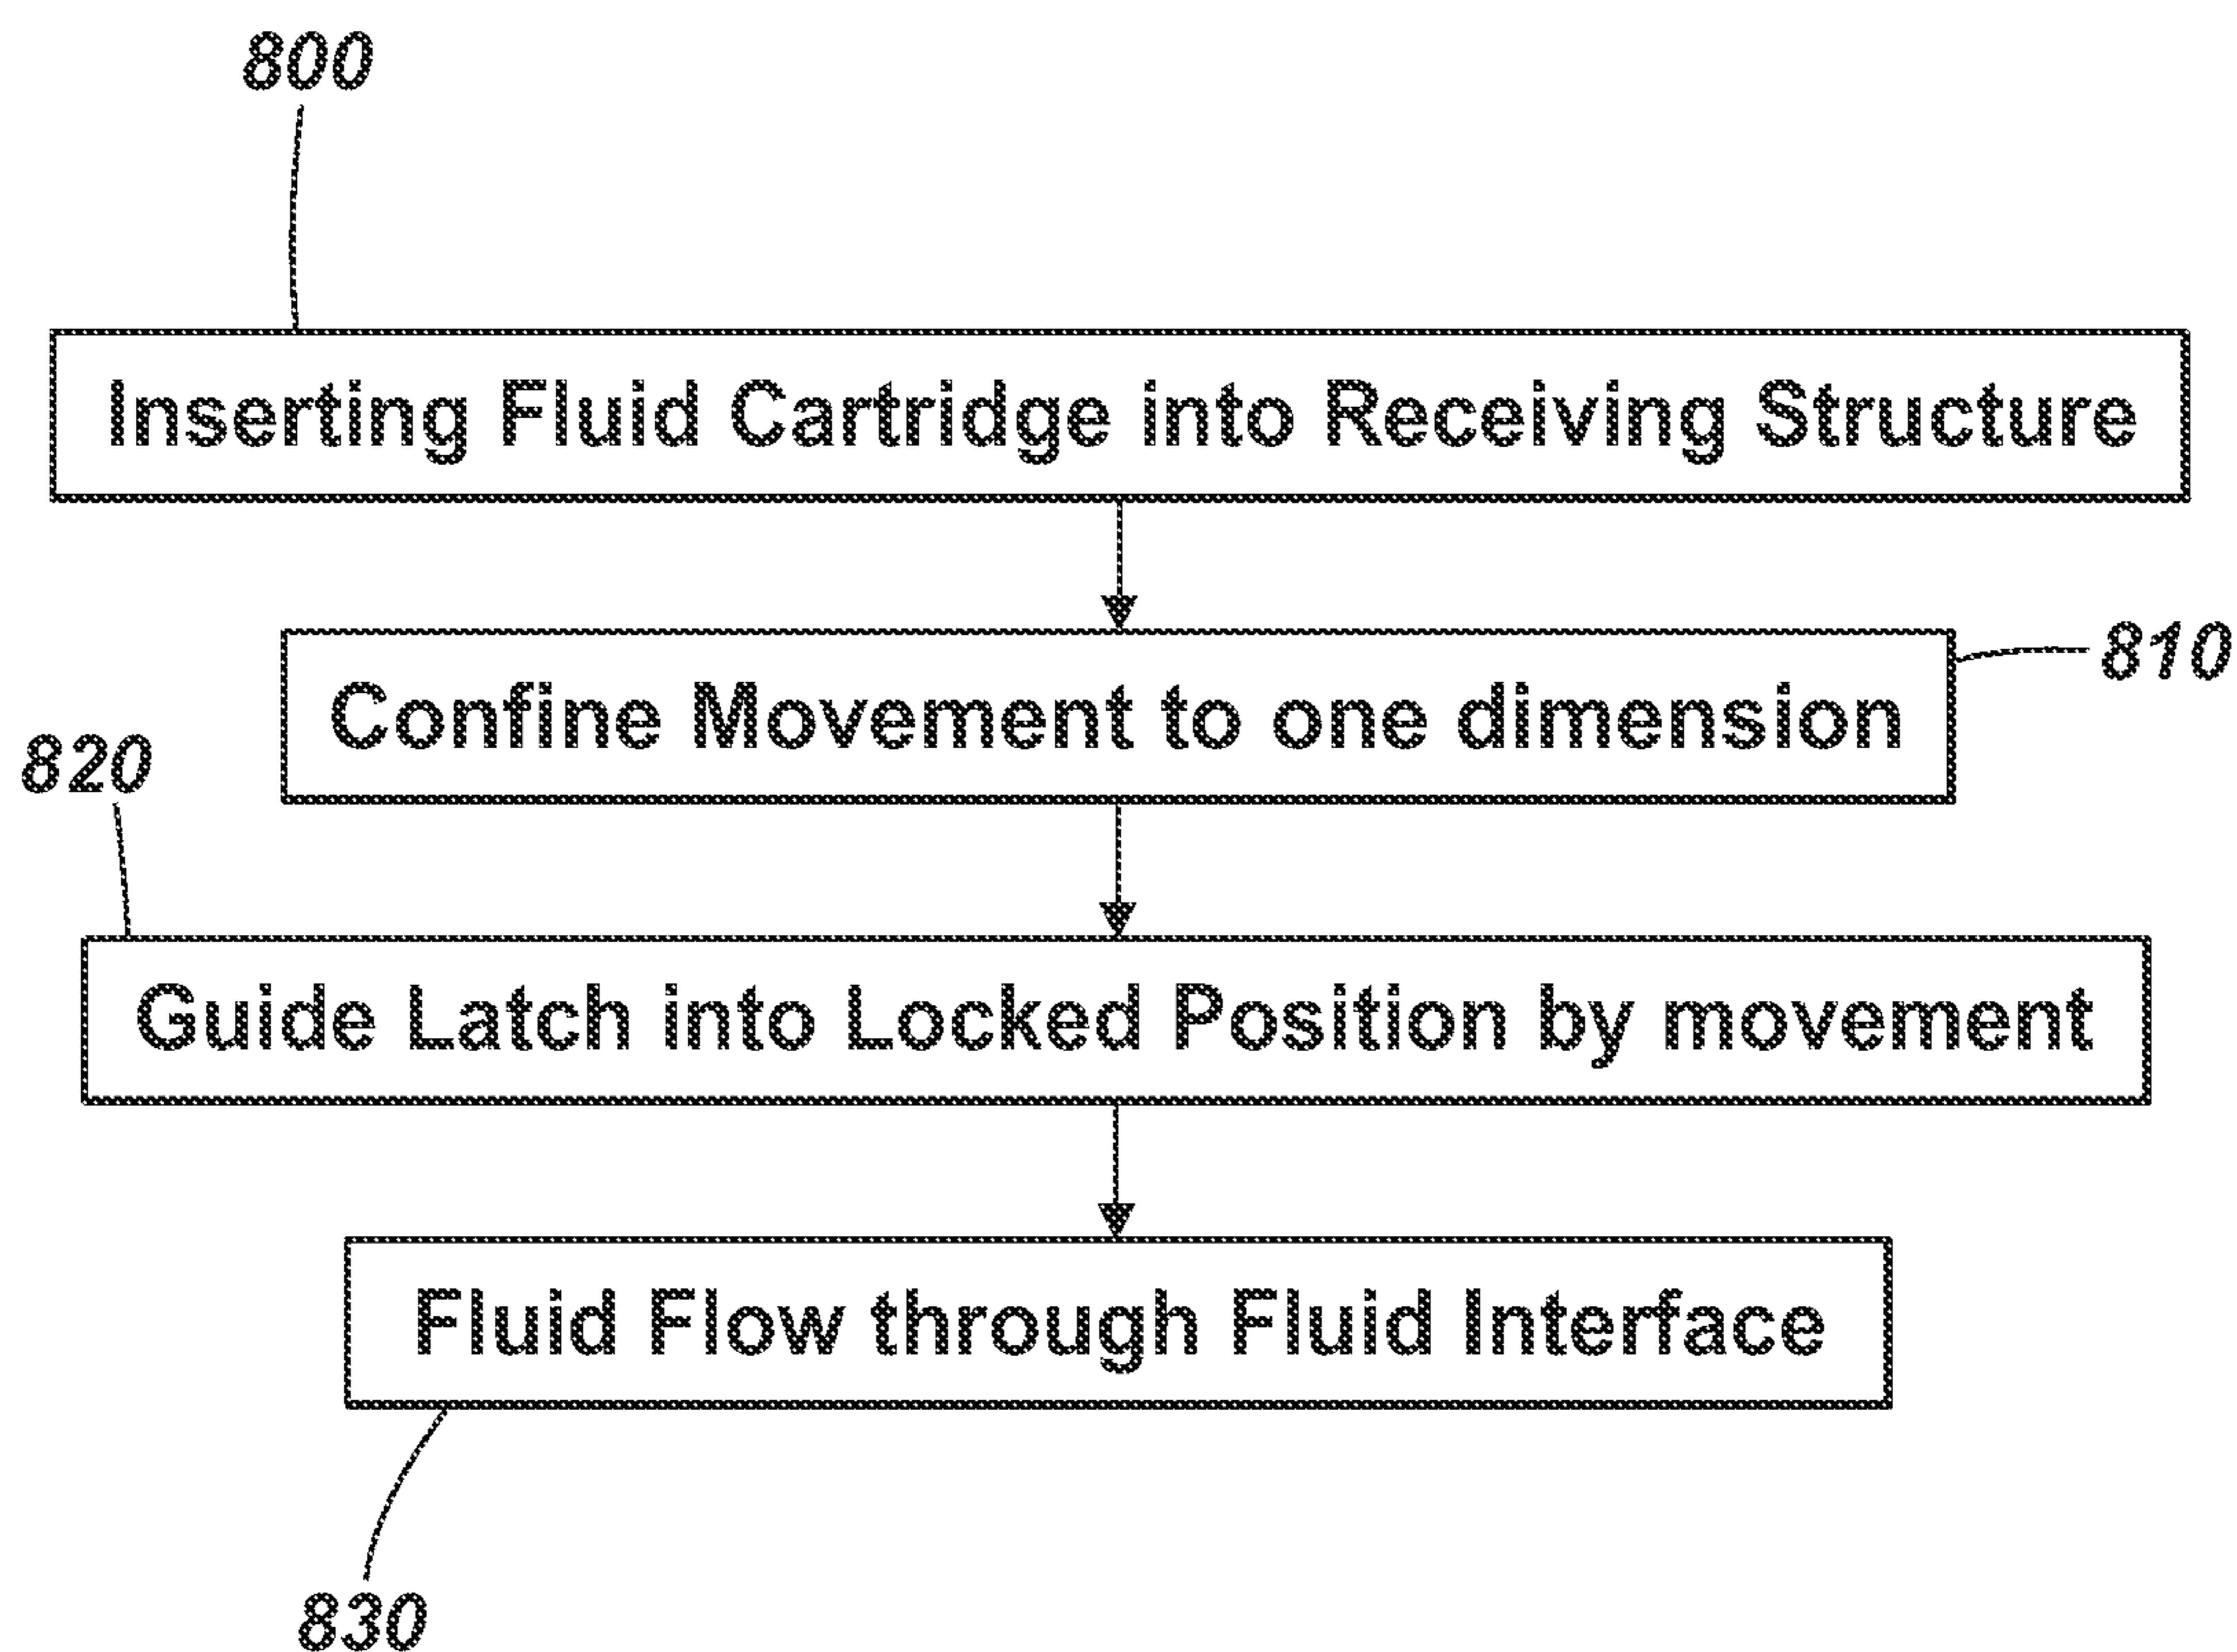 800
Inserting Fluid Cartridge into Receiving Structure
810
Confine Movement to one dimension
820
Guide Latch into Locked Position by movement
Fluid Flow through Fluid Interface
830